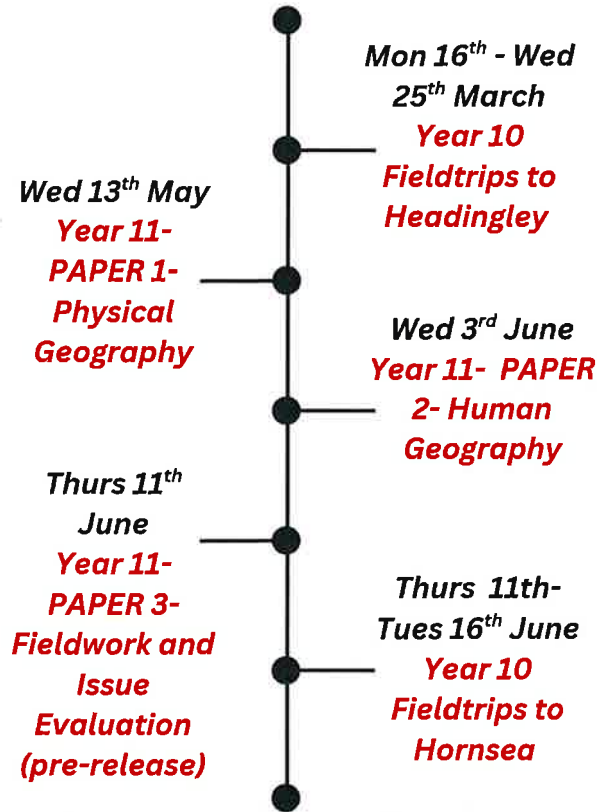 Mon 16th - Wed
25th March
Year 10
Fieldtrips to
Headingley
Wed 13th May
Year 11-
PAPER 1-
Physical
Geography
Wed 3rd June
Year 11- PAPER
2- Human
Geography
Thurs 11th
June
Year 11-
PAPER 3-
Fieldwork and
Issue
Evaluation
(pre-release)
Thurs 11th-
Tues 16th June
Year 10
Fieldtrips to
Hornsea